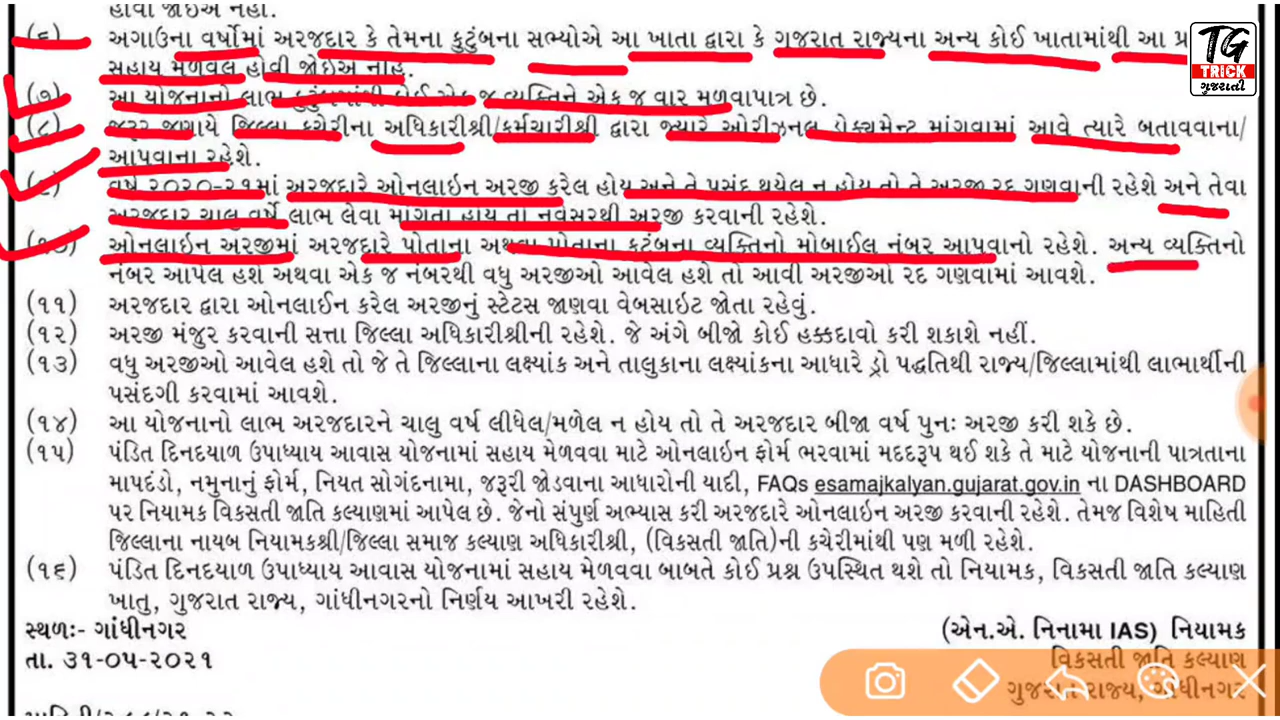 હોવી જોઇએ નહી.
(૬) અગાઉના વર્ષોમાં અરજદાર કે તેમના કુટુંબના સભ્યોએ આ ખાતા દ્વારા કે ગુજરાત રાજ્યના અન્ય કોઈ ખાતામાંથી આ
સહાય મેળવેલ હોવી જોઇએ નહિ.
(૭) આ યોજનાનો લાભ કુટુંબમાંથી કોઈ એક જ વ્યક્તિને એક જ વાર મળવાપાત્ર છે.
(૮) જરૂર જણાયે જિલ્લા કચેરીના અધિકારીશ્રી/કર્મચારીશ્રી દ્વારા જ્યારે ઓરીઝનલ ડોક્યુમેન્ટ માંગવામાં આવે ત્યારે બતાવવાના/
આપવાના રહેશે.
(૯) વર્ષ ૨૦૨૦-૨૧માં અરજદારે ઓનલાઇન અરજી કરેલ હોય અને તે પસંદ થયેલ ન હોય તો તે અરજી રદ ગણવાની રહેશે અને તેવા
અરજદાર ચાલુ વર્ષે લાભ લેવા માંગતા હોય તો નવેસરથી અરજી કરવાની રહેશે.
(૧૦) ઓનલાઇન અરજીમાં અરજદારે પોતાના અથવા પોતાના કુટુંબના વ્યક્તિનો મોબાઈલ નંબર આપવાનો રહેશે. અન્ય વ્યક્તિનો
નંબર આપેલ હશે અથવા એક જ નંબરથી વધુ અરજીઓ આવેલ હશે તો આવી અરજીઓ રદ ગણવામાં આવશે.
(૧૧) અરજદાર દ્વારા ઓનલાઈન કરેલ અરજીનું સ્ટેટસ જાણવા વેબસાઇટ જોતા રહેવું.
(૧૨) અરજી મંજુર કરવાની સત્તા જિલ્લા અધિકારીશ્રીની રહેશે. જે અંગે બીજો કોઈ હક્કદાવો કરી શકાશે નહીં.
(૧૩) વધુ અરજીઓ આવેલ હશે તો જે તે જિલ્લાના લક્ષ્યાંક અને તાલુકાના લક્ષ્યાંકના આધારે ડ્રો પદ્ધતિથી રાજ્ય/જિલ્લામાંથી લાભાર્થીની
પસંદગી કરવામાં આવશે.
(૧૪) આ યોજનાનો લાભ અરજદારને ચાલુ વર્ષ લીધેલ/મળેલ ન હોય તો તે અરજદાર બીજા વર્ષ પુનઃ અરજી કરી શકે છે.
(૧૫) પંડિત દિનદયાળ ઉપાધ્યાય આવાસ યોજનામાં સહાય મેળવવા માટે ઓનલાઇન ફોર્મ ભરવામાં મદદરૂપ થઈ શકે તે માટે યોજનાની પાત્રતાના
માપદંડો, નમુનાનું ફોર્મ, નિયત સોગંદનામા, જરૂરી જોડવાના આધારોની યાદી, FAQs esamajkalyan.gujarat.gov.in ના DASHBOARD
પર નિયામક વિકસતી જાતિ કલ્યાણમાં આપેલ છે. જેનો સંપુર્ણ અભ્યાસ કરી અરજદારે ઓનલાઇન અરજી કરવાની રહેશે. તેમજ વિશેષ માહિતી
જિલ્લાના નાયબ નિયામકશ્રી/જિલ્લા સમાજ કલ્યાણ અધિકારીશ્રી, (વિકસતી જાતિ)ની કચેરીમાંથી પણ મળી રહેશે.
(૧૬) પંડિત દિનદયાળ ઉપાધ્યાય આવાસ યોજનામાં સહાય મેળવવા બાબતે કોઈ પ્રશ્ન ઉપસ્થિત થશે તો નિયામક, વિકસતી જાતિ કલ્યાણ
ખાતુ, ગુજરાત રાજ્ય, ગાંધીનગરનો નિર્ણય આખરી રહેશે.
સ્થળઃ- ગાંધીનગર (એન.એ. નિનામા IAS) નિયામક
તા. ૩૧-૦૫-૨૦૨૧ વિકસતી જાતિ કલ્યાણ
ગુજરાત રાજ્ય, ગાંધીનગર
TG
TRICK
ગુજરાતી